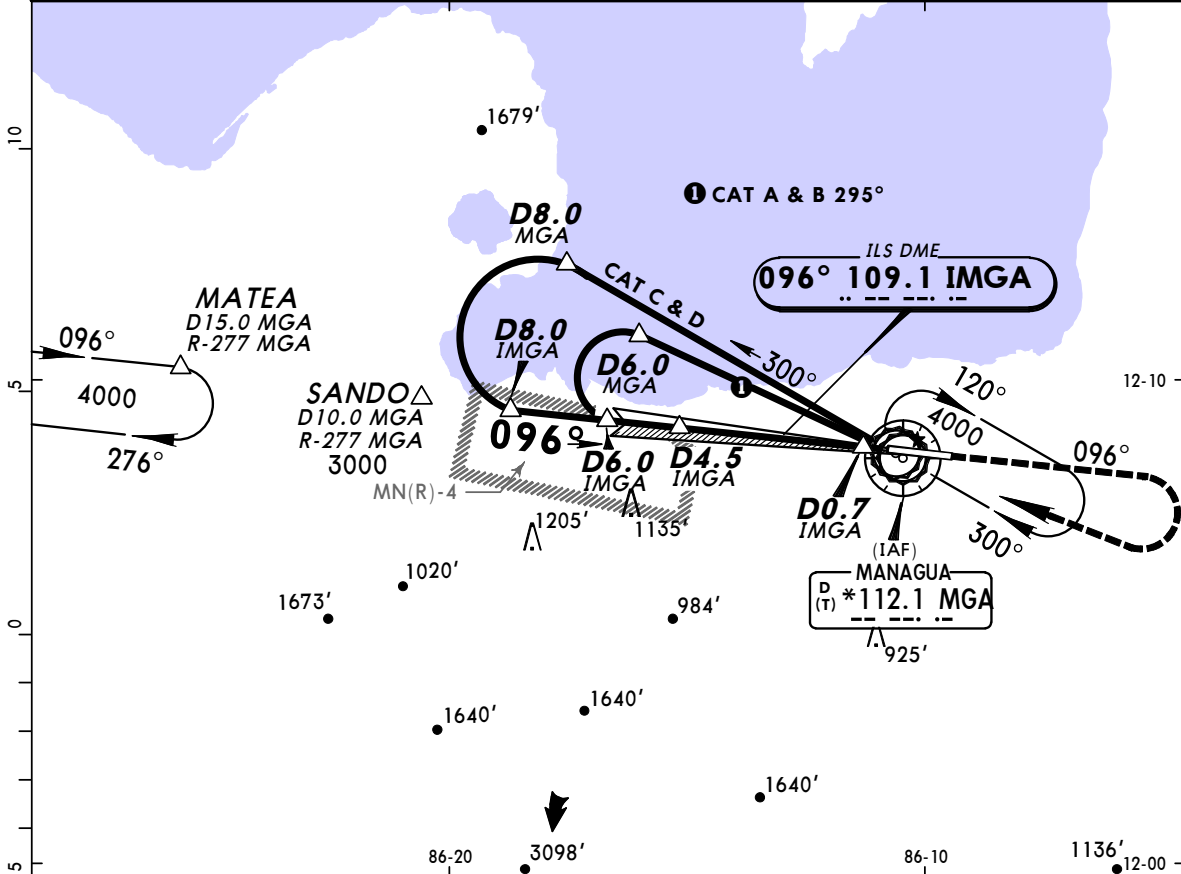 10
1679'
❶ CAT A & B 295°
D8.0
MGA
ILS DME
096° 109.1 IMGA
CAT C & D
MATEA
D15.0 MGA
R-277 MGA
096°
4000
276°
D8.0
IMGA
D6.0
MGA
300°
❶
5
12-10
120°
4000
096°
300°
SANDO
D10.0 MGA
R-277 MGA
3000
096°
D6.0
IMGA
D4.5
IMGA
MN(R)-4
D0.7
IMGA
1205'
1135'
(IAF)
MANAGUA
D
(T) *112.1 MGA
1020'
1673'
984'
925'
0
1640'
1640'
1640'
5
86-20
3098'
86-10
1136'
12-00